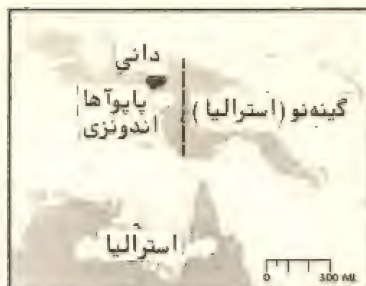 داني
پاپوآها
اندونزی
گینه‌نو (استرالیا)
استرالیا
0 300 Mi.